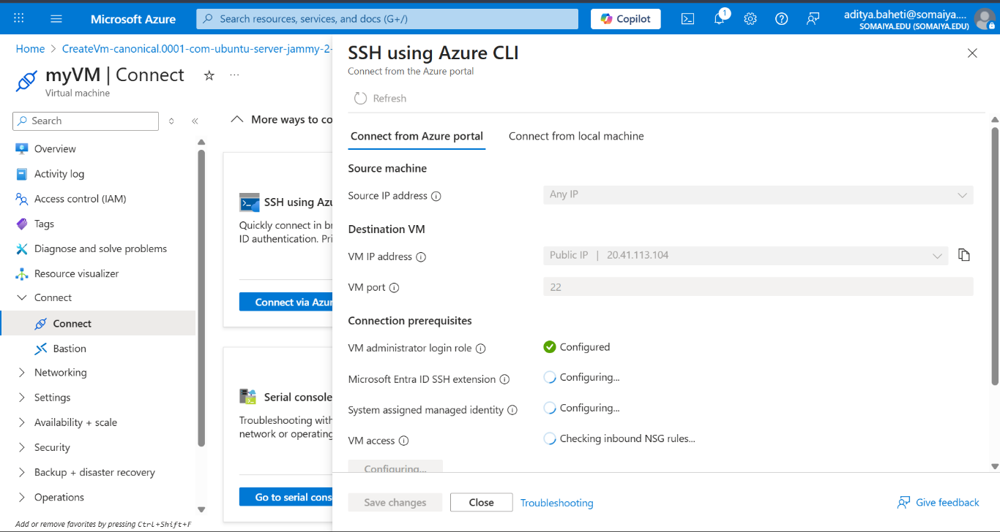 Microsoft Azure
Search resources, services, and docs (G+/)
Copilot
1
aditya.baheti@somaiya....
SOMAIYA.EDU (SOMAIYA.EDU)
Home > CreateVm-canonical.0001-com-ubuntu-server-jammy-2-
myVM | Connect
Virtual machine
Search
Overview
Activity log
Access control (IAM)
Tags
Diagnose and solve problems
Resource visualizer
Connect
Connect
Bastion
Networking
Settings
Availability + scale
Security
Backup + disaster recovery
Operations
Add or remove favorites by pressing Ctrl+Shift+F
More ways to co
SSH using Azu
Quickly connect in br
ID authentication. Pri
Connect via Azur
Serial console
Troubleshooting with
network or operating
Go to serial cons
SSH using Azure CLI
Connect from the Azure portal
Refresh
Connect from Azure portal
Connect from local machine
Source machine
Source IP address
Any IP
Destination VM
VM IP address
Public IP | 20.41.113.104
VM port
22
Connection prerequisites
VM administrator login role
Configured
Microsoft Entra ID SSH extension
Configuring...
System assigned managed identity
Configuring...
VM access
Checking inbound NSG rules...
Configuring...
Save changes
Close
Troubleshooting
Give feedback